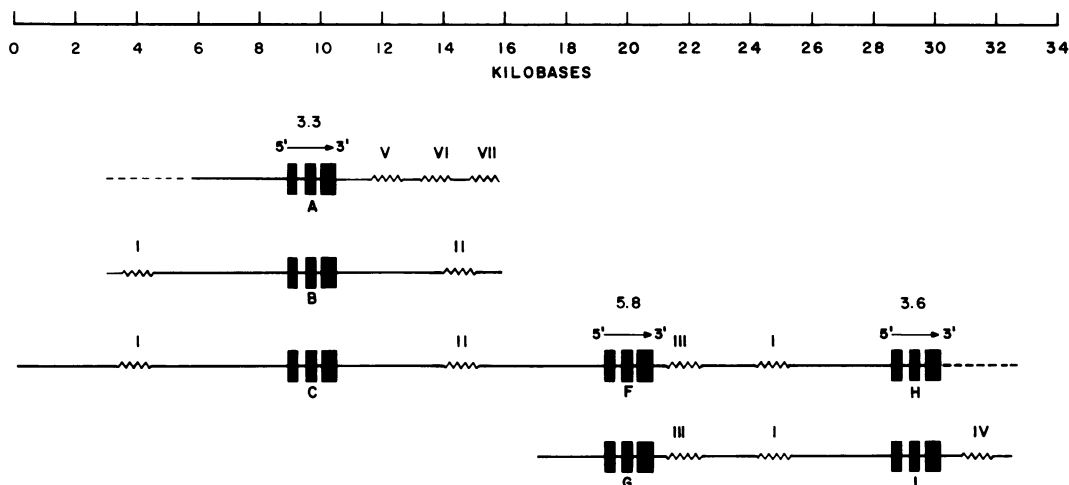 0 2 4 6 8 10 12 14 16 18 20 22 24 26 28 30 32 34
KILOBASES
3.3
5' 3' V VI VII
A
I II
B
5.8 3.6
5' 3' 5' 3'
I II III I
C F H
III I IV
G I